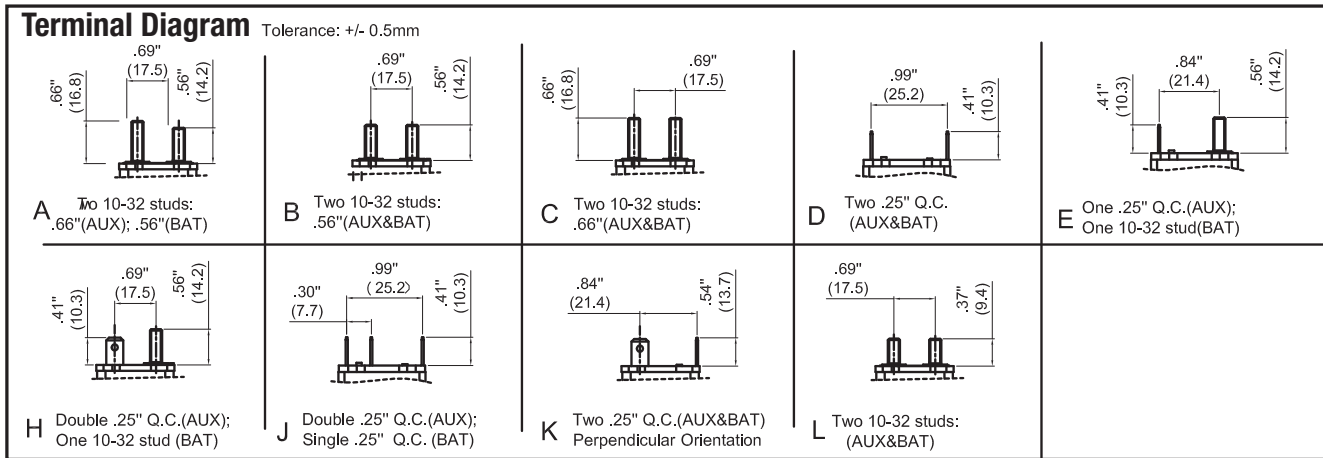 Terminal Diagram Tolerance: +/- 0.5mm
.66"
(16.8)
.69"
(17.5)
.56"
(14.2)
A Two 10-32 studs:
.66"(AUX); .56"(BAT)
.69"
(17.5)
.56"
(14.2)
B Two 10-32 studs:
.56"(AUX&BAT)
.66"
(16.8)
.69"
(17.5)
C Two 10-32 studs:
.66"(AUX&BAT)
.99"
(25.2)
.41"
(10.3)
D Two .25" Q.C.
(AUX&BAT)
.41"
(10.3)
.84"
(21.4)
.56"
(14.2)
E One .25" Q.C.(AUX);
One 10-32 stud(BAT)
.41"
(10.3)
.69"
(17.5)
.56"
(14.2)
H Double .25" Q.C.(AUX);
One 10-32 stud (BAT)
.30"
(7.7)
.99"
(25.2)
.41"
(10.3)
J Double .25" Q.C.(AUX);
Single .25" Q.C. (BAT)
.84"
(21.4)
.54"
(13.7)
K Two .25" Q.C.(AUX&BAT)
Perpendicular Orientation
.69"
(17.5)
.37"
(9.4)
L Two 10-32 studs:
(AUX&BAT)